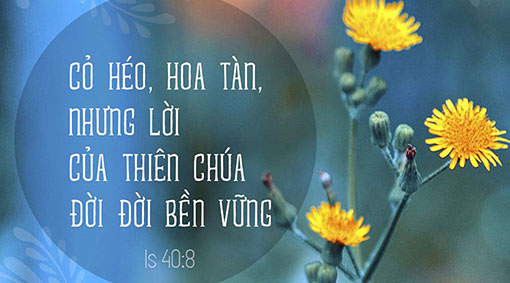 CỎ HÉO, HOA TÀN,
NHƯNG LỜI
CỦA THIÊN CHÚA
ĐỜI ĐỜI BỀN VỮNG
Is 40:8